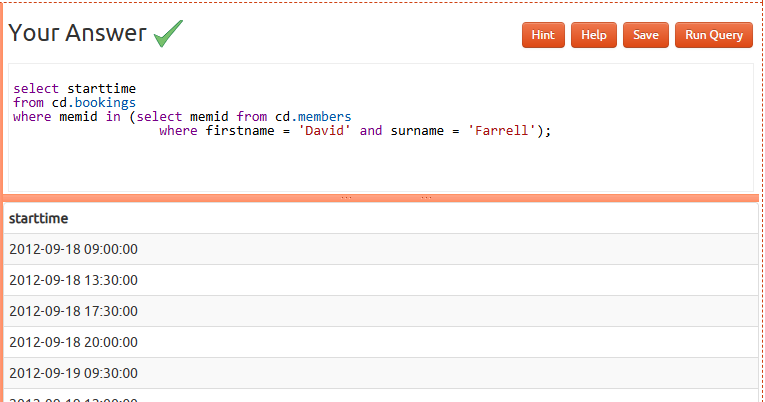 Your Answer
Hint Help Save Run Query
select starttime
from cd.bookings
where memid in (select memid from cd.members
where firstname = 'David' and surname = 'Farrell');
starttime
2012-09-18 09:00:00
2012-09-18 13:30:00
2012-09-18 17:30:00
2012-09-18 20:00:00
2012-09-19 09:30:00